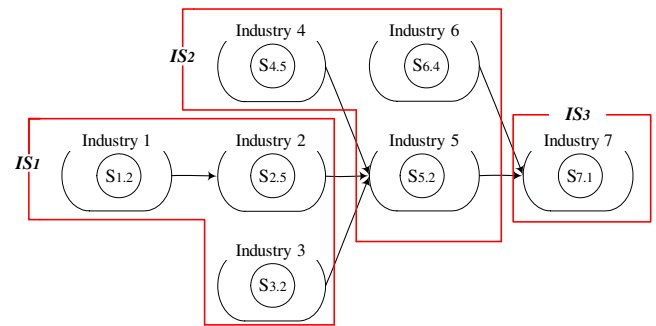 Industry 4
Industry 6
IS2
S4.5
S6.4
IS3
Industry 1
Industry 2
Industry 5
Industry 7
IS1
S1.2
S2.5
S5.2
S7.1
Industry 3
S3.2